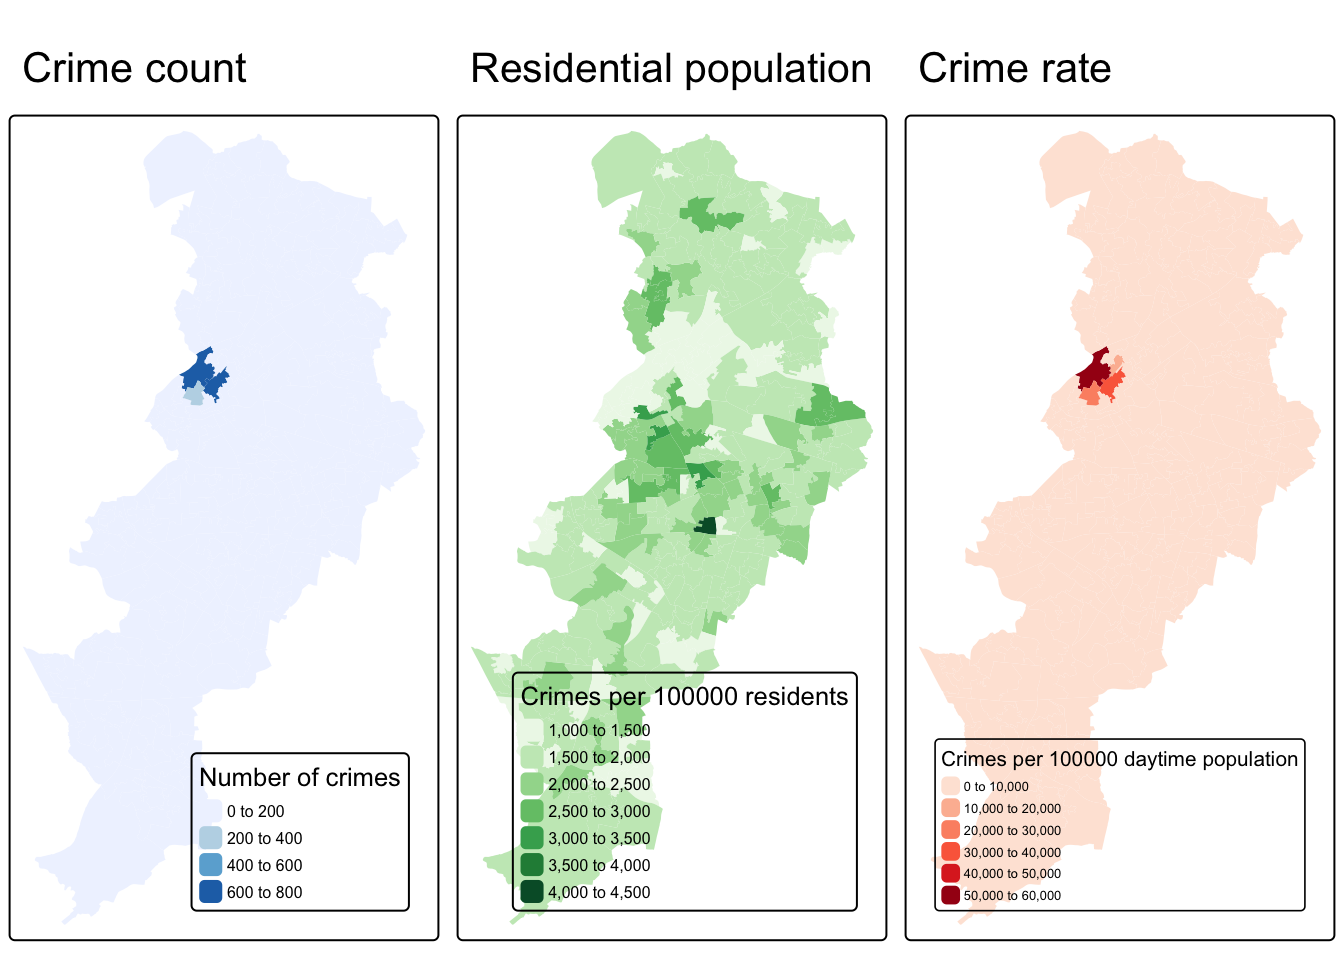 Crime count
Residential population
Crime rate
Number of crimes
0 to 200
200 to 400
400 to 600
600 to 800
Crimes per 100000 residents
1,000 to 1,500
1,500 to 2,000
2,000 to 2,500
2,500 to 3,000
3,000 to 3,500
3,500 to 4,000
4,000 to 4,500
Crimes per 100000 daytime population
0 to 10,000
10,000 to 20,000
20,000 to 30,000
30,000 to 40,000
40,000 to 50,000
50,000 to 60,000